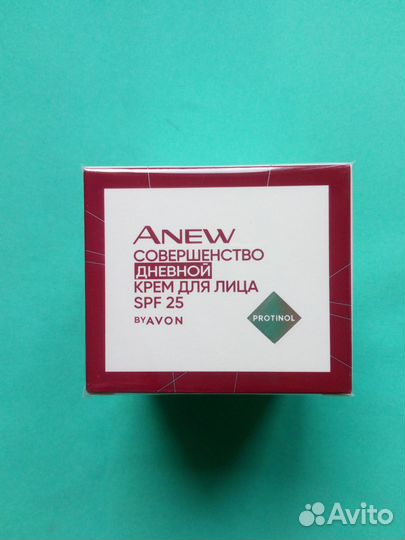 ANEW
СОВЕРШЕНСТВО
ДНЕВНОЙ
КРЕМ ДЛЯ ЛИЦА
SPF 25
BY AVON
PROTINOL
Avito